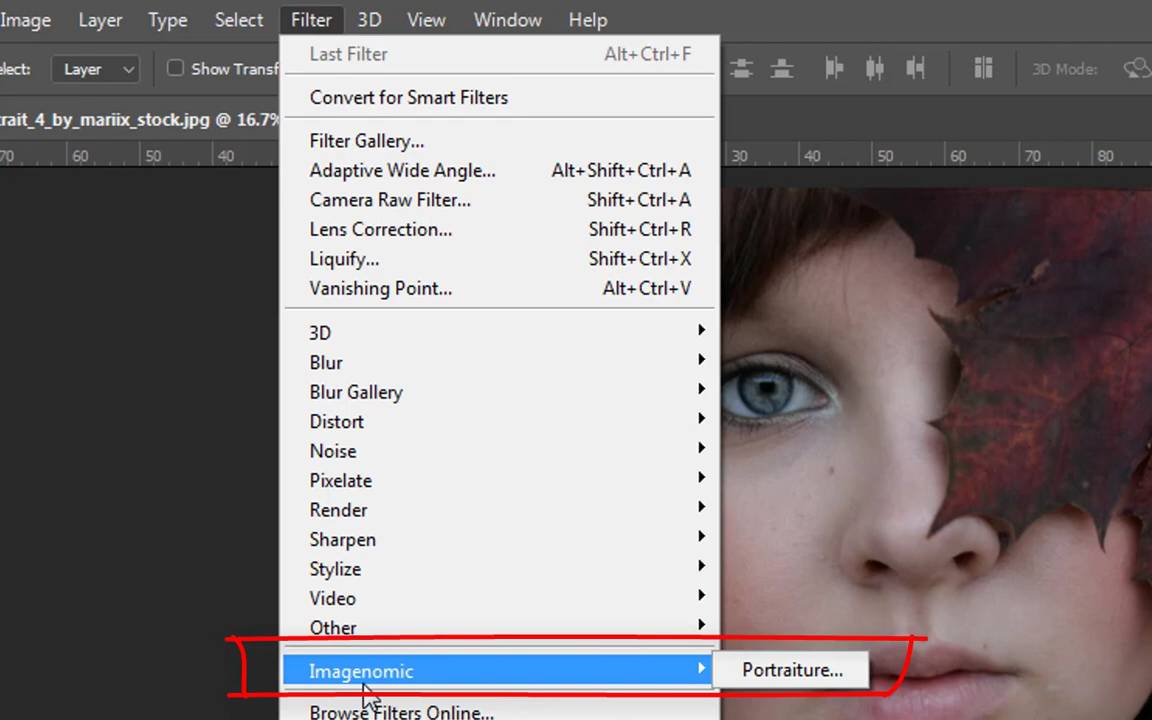 Image Layer Type Select Filter 3D View Window Help
elect: Layer Show Transf 3D Mode:
trait_4_by_mariix_stock.jpg @ 16.7%
70 60 50 40 30 40 50 60 70 80
Last Filter Alt+Ctrl+F
Convert for Smart Filters
Filter Gallery...
Adaptive Wide Angle... Alt+Shift+Ctrl+A
Camera Raw Filter... Shift+Ctrl+A
Lens Correction... Shift+Ctrl+R
Liquify... Shift+Ctrl+X
Vanishing Point... Alt+Ctrl+V
3D
Blur
Blur Gallery
Distort
Noise
Pixelate
Render
Sharpen
Stylize
Video
Other
Imagenomic Portraiture...
Browse Filters Online...